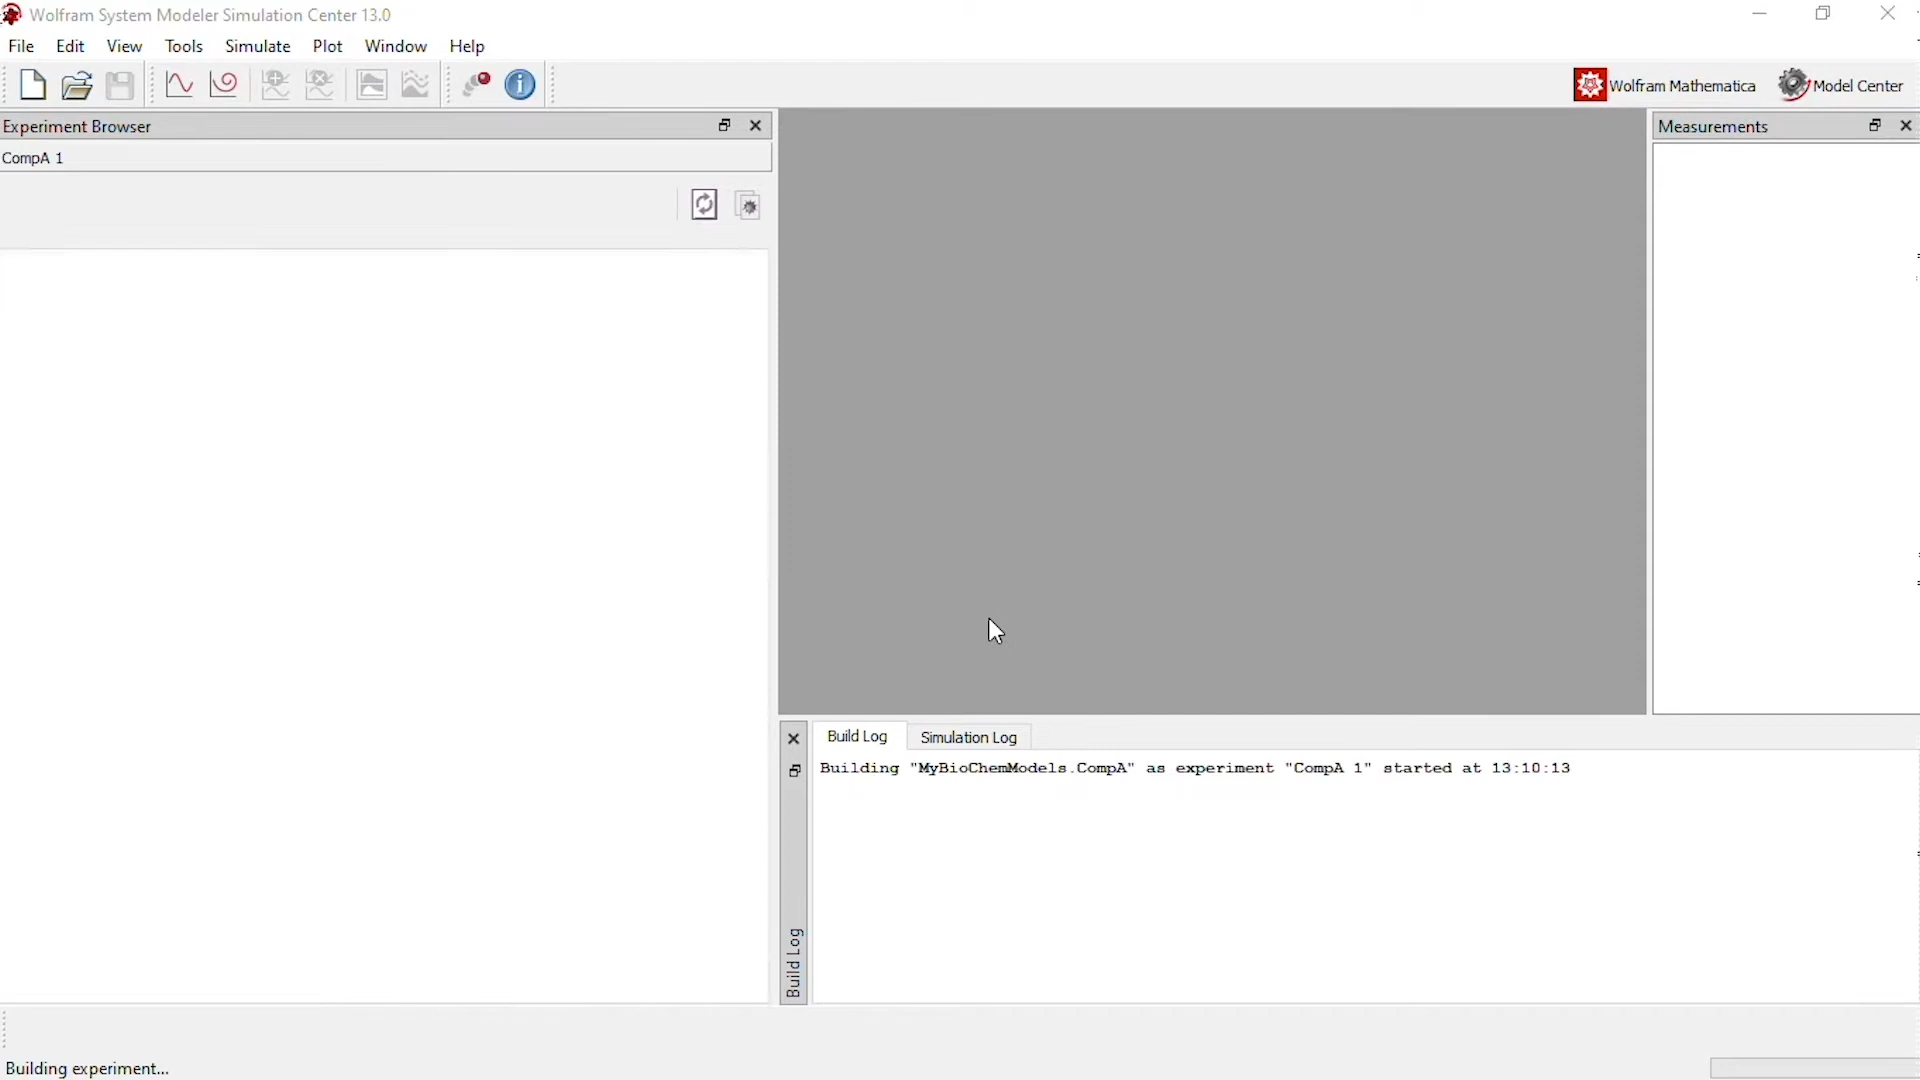 Wolfram System Modeler Simulation Center 13.0
File Edit View Tools Simulate Plot Window Help
Wolfram Mathematica Model Center
Experiment Browser
CompA 1
Measurements
Build Log Simulation Log
Building "MyBioChemModels.CompA" as experiment "CompA 1" started at 13:10:13
Build Log
Building experiment...